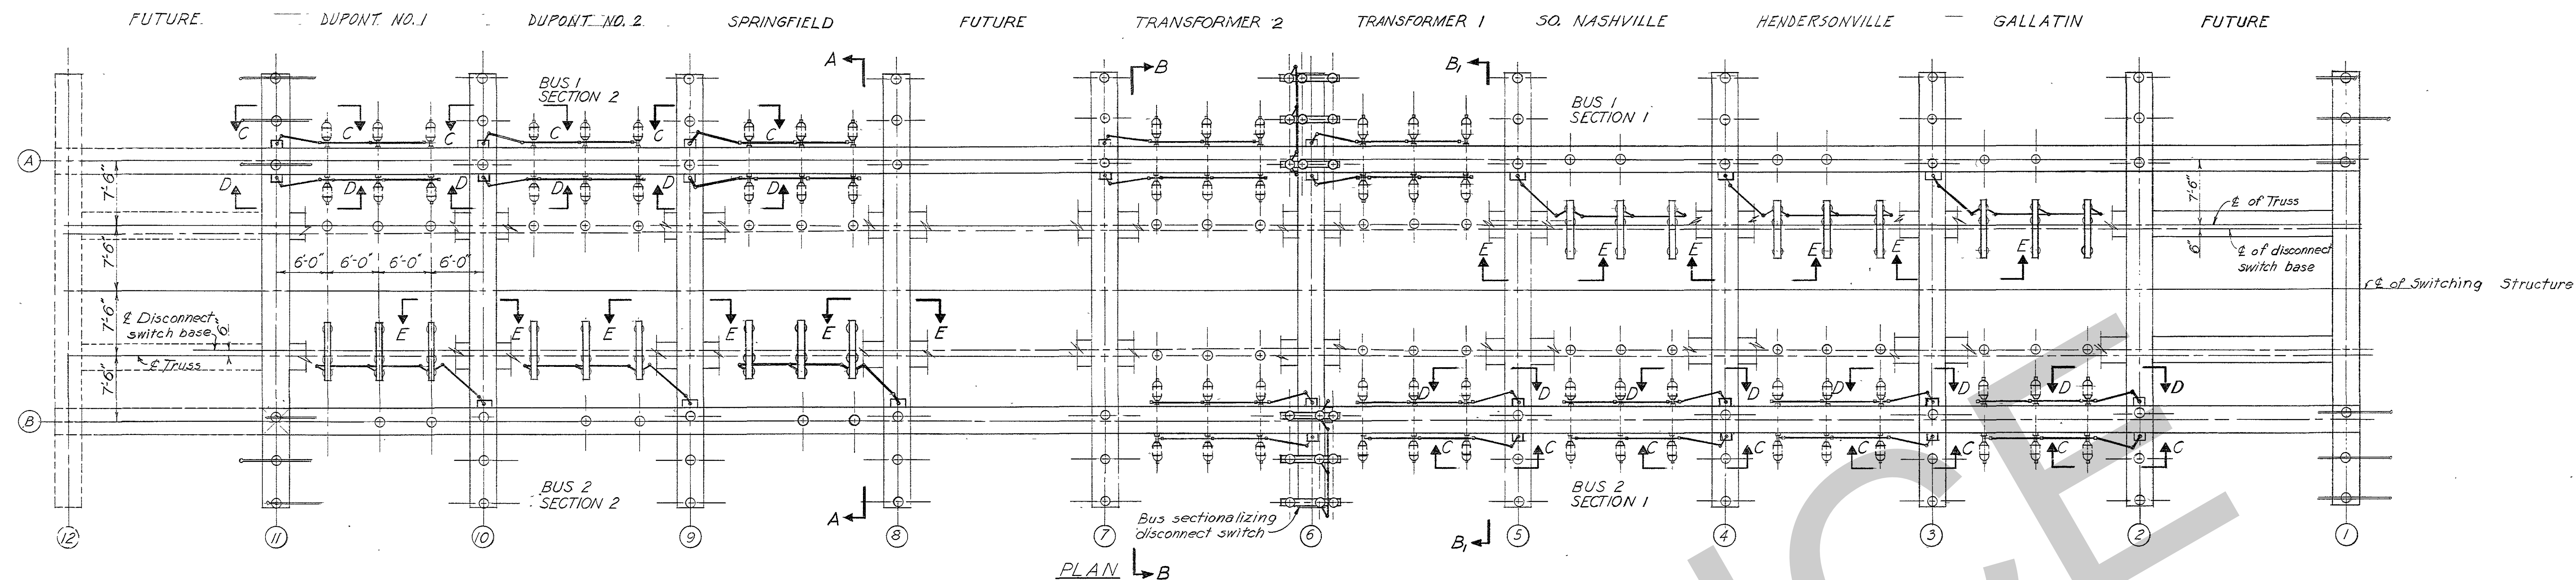 FUTURE. DUPONT NO. 1 DUPONT NO. 2 SPRINGFIELD FUTURE TRANSFORMER 2 TRANSFORMER 1 SO. NASHVILLE HENDERSONVILLE GALLATIN FUTURE
A B B1
BUS 1
SECTION 2
BUS 1
SECTION 1
C C C C C C
A
7'-6" 7'-6"
D D D D D D
℄ of Truss
E E E E E E
6"
℄ of disconnect
switch base
6'-0" 6'-0" 6'-0" 6'-0"
7'-6"
℄ of Switching Structure
7'-6"
℄ Disconnect
switch base
6"
E E E E E E
℄ Truss
7'-6"
D D D D D D D D
B
C C C C C C C C
BUS 2
SECTION 2
BUS 2
SECTION 1
A
Bus sectionalizing
disconnect switch
B1
12 11 10 9 8 7 6 5 4 3 2 1
PLAN B
ICE